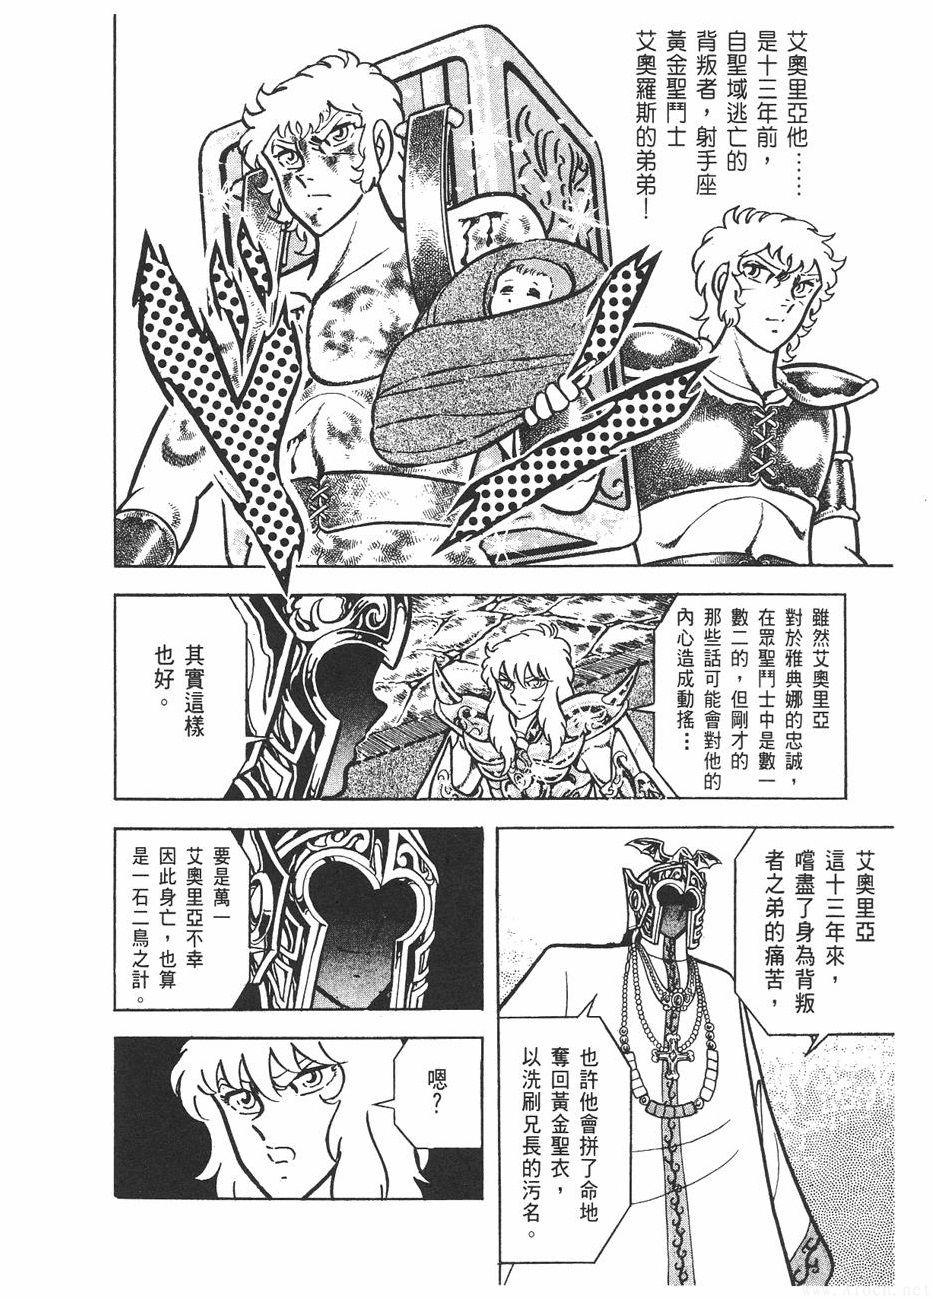 艾奧里亞他……
是十三年前，
自聖域逃亡的
背叛者，射手座
黃金聖鬥士
艾奧羅斯的弟弟！
雖然艾奧里亞
對於雅典娜的忠誠，
在眾聖鬥士中是數一
數二的，但剛才的
那些話可能會對他的
內心造成動搖…
其實這樣
也好。
艾奧里亞
這十三年來，
嚐盡了身為背叛
者之弟的痛苦，
也許他會拼了命地
奪回黃金聖衣，
以洗刷兄長的污名。
要是萬一
艾奧里亞不幸
因此身亡，也算
是一石二鳥之計。
嗯？